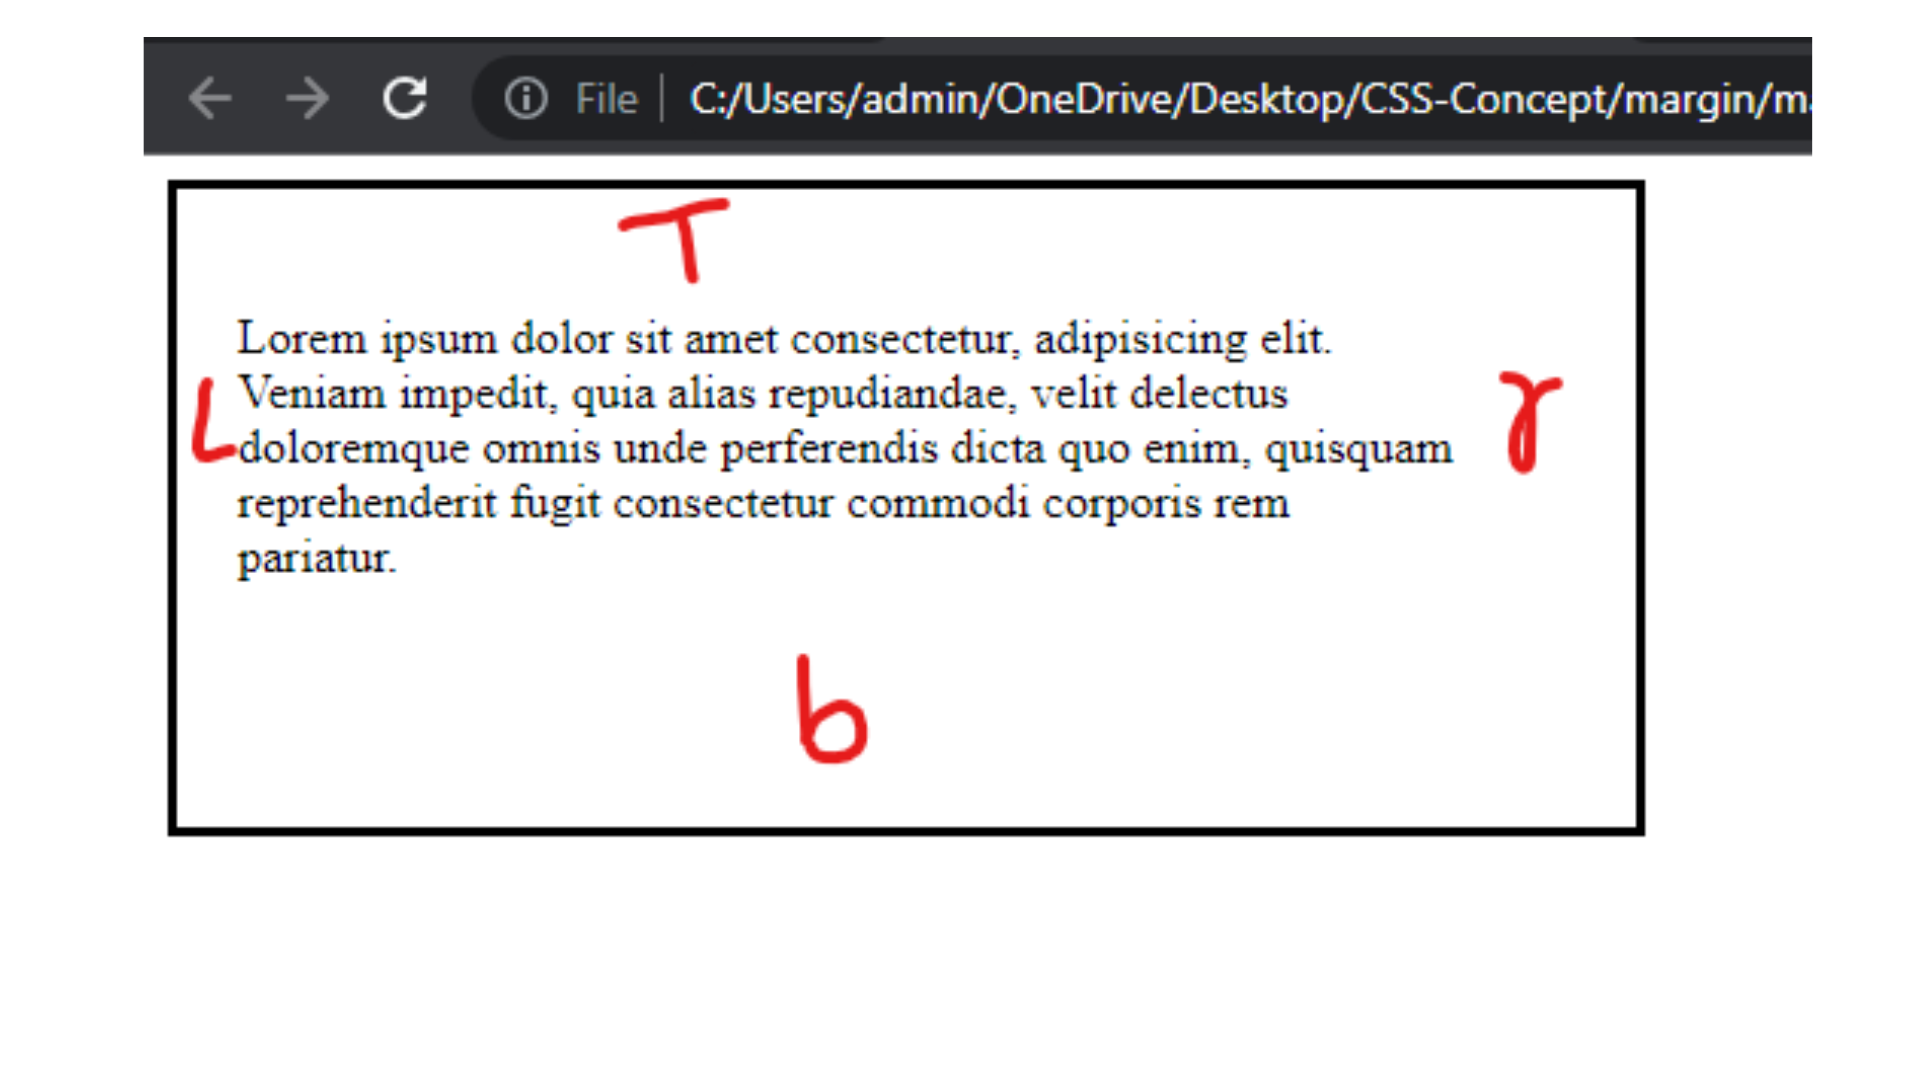 File C:/Users/admin/OneDrive/Desktop/CSS-Concept/margin/m
T
Lorem ipsum dolor sit amet consectetur, adipisicing elit.
Veniam impedit, quia alias repudiandae, velit delectus
L
doloremque omnis unde perferendis dicta quo enim, quisquam
r
reprehenderit fugit consectetur commodi corporis rem
pariatur.
b